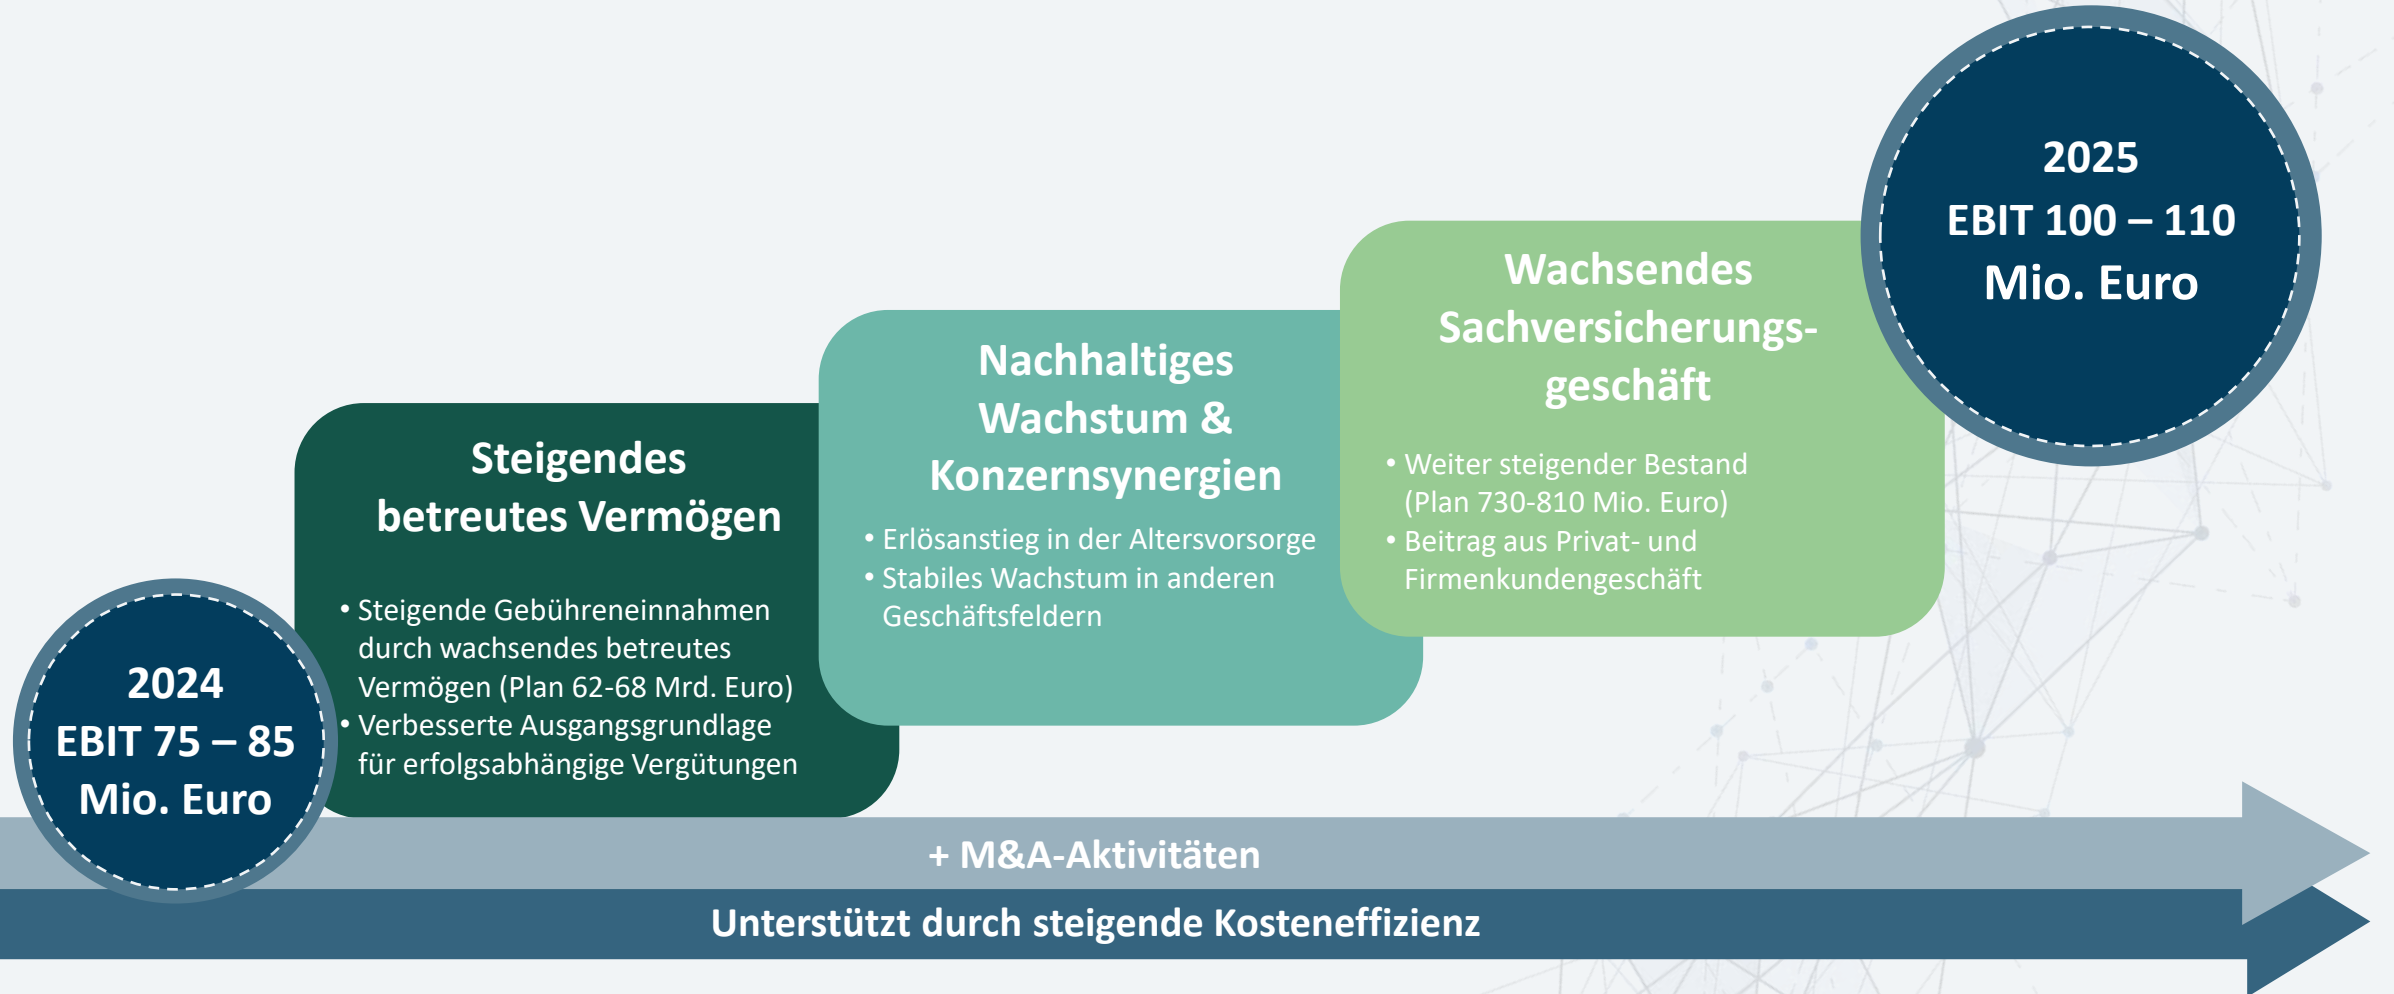 2024
EBIT 75 – 85
Mio. Euro
Steigendes
betreutes Vermögen
• Steigende Gebühreneinnahmen
durch wachsendes betreutes
Vermögen (Plan 62-68 Mrd. Euro)
• Verbesserte Ausgangsgrundlage
für erfolgsabhängige Vergütungen
Nachhaltiges
Wachstum &
Konzernsynergien
• Erlösanstieg in der Altersvorsorge
• Stabiles Wachstum in anderen
Geschäftsfeldern
Wachsendes
Sachversicherungs-
geschäft
• Weiter steigender Bestand
(Plan 730-810 Mio. Euro)
• Beitrag aus Privat- und
Firmenkundengeschäft
2025
EBIT 100 – 110
Mio. Euro
+ M&A-Aktivitäten
Unterstützt durch steigende Kosteneffizienz